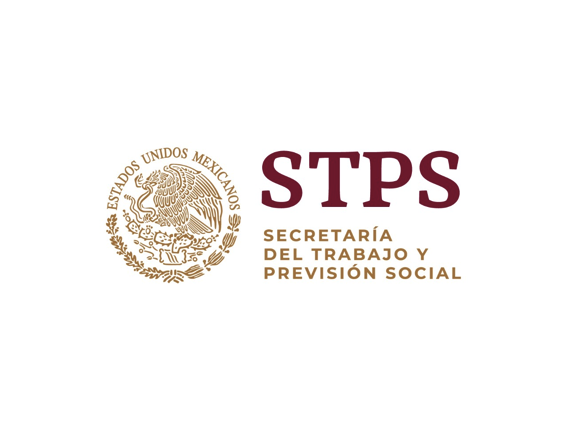 ESTADOS UNIDOS MEXICANOS
STPS
SECRETARÍA
DEL TRABAJO Y
PREVISIÓN SOCIAL